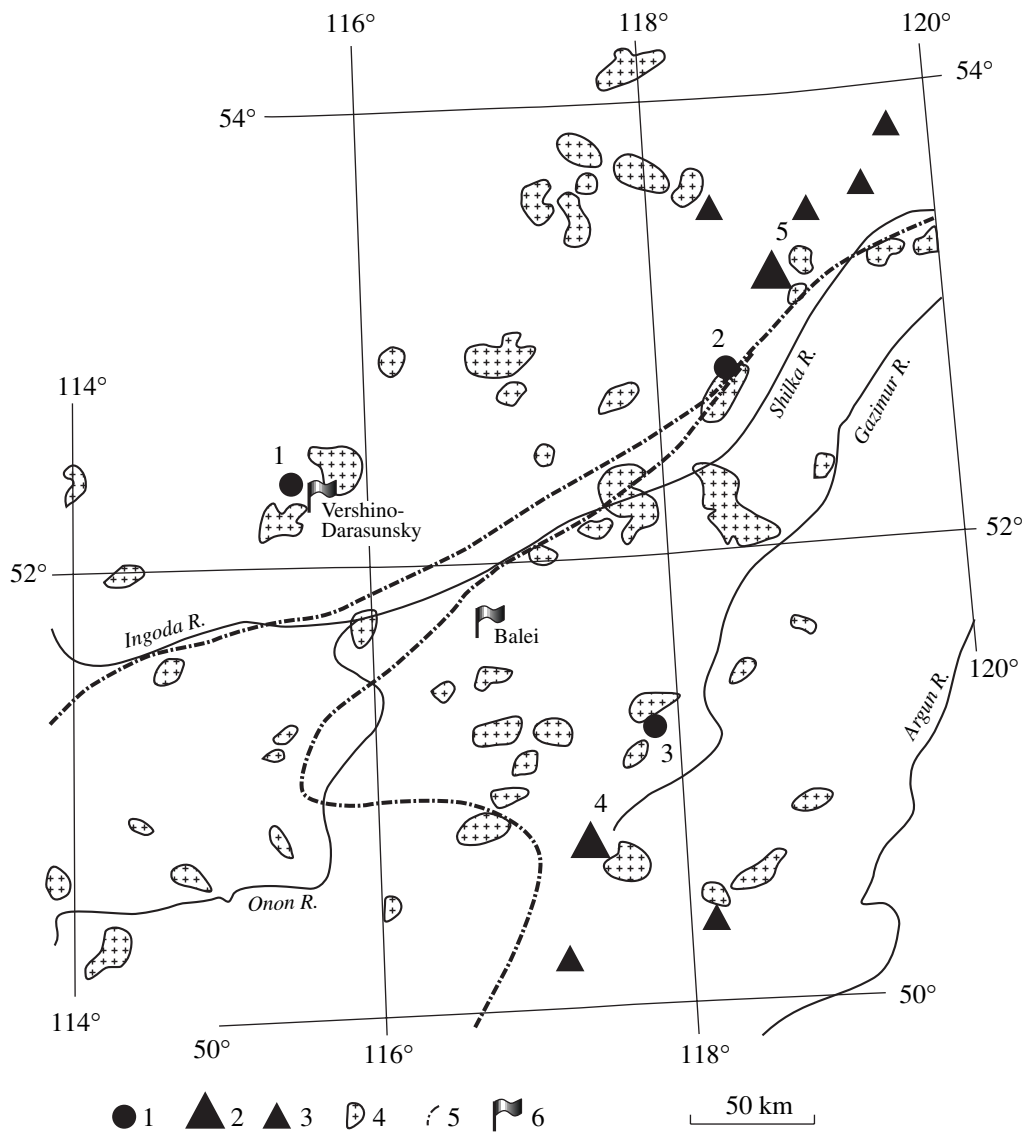 116°
118°
120°
54°
54°
5
2
Shilka R.
Gazimur R.
114°
1
Vershino-
Darasunsky
52°
52°
Ingoda R.
Balei
120°
Argun R.
3
4
Onon R.
50°
114°
50°
116°
118°
1 2 3 4 5 6 50 km